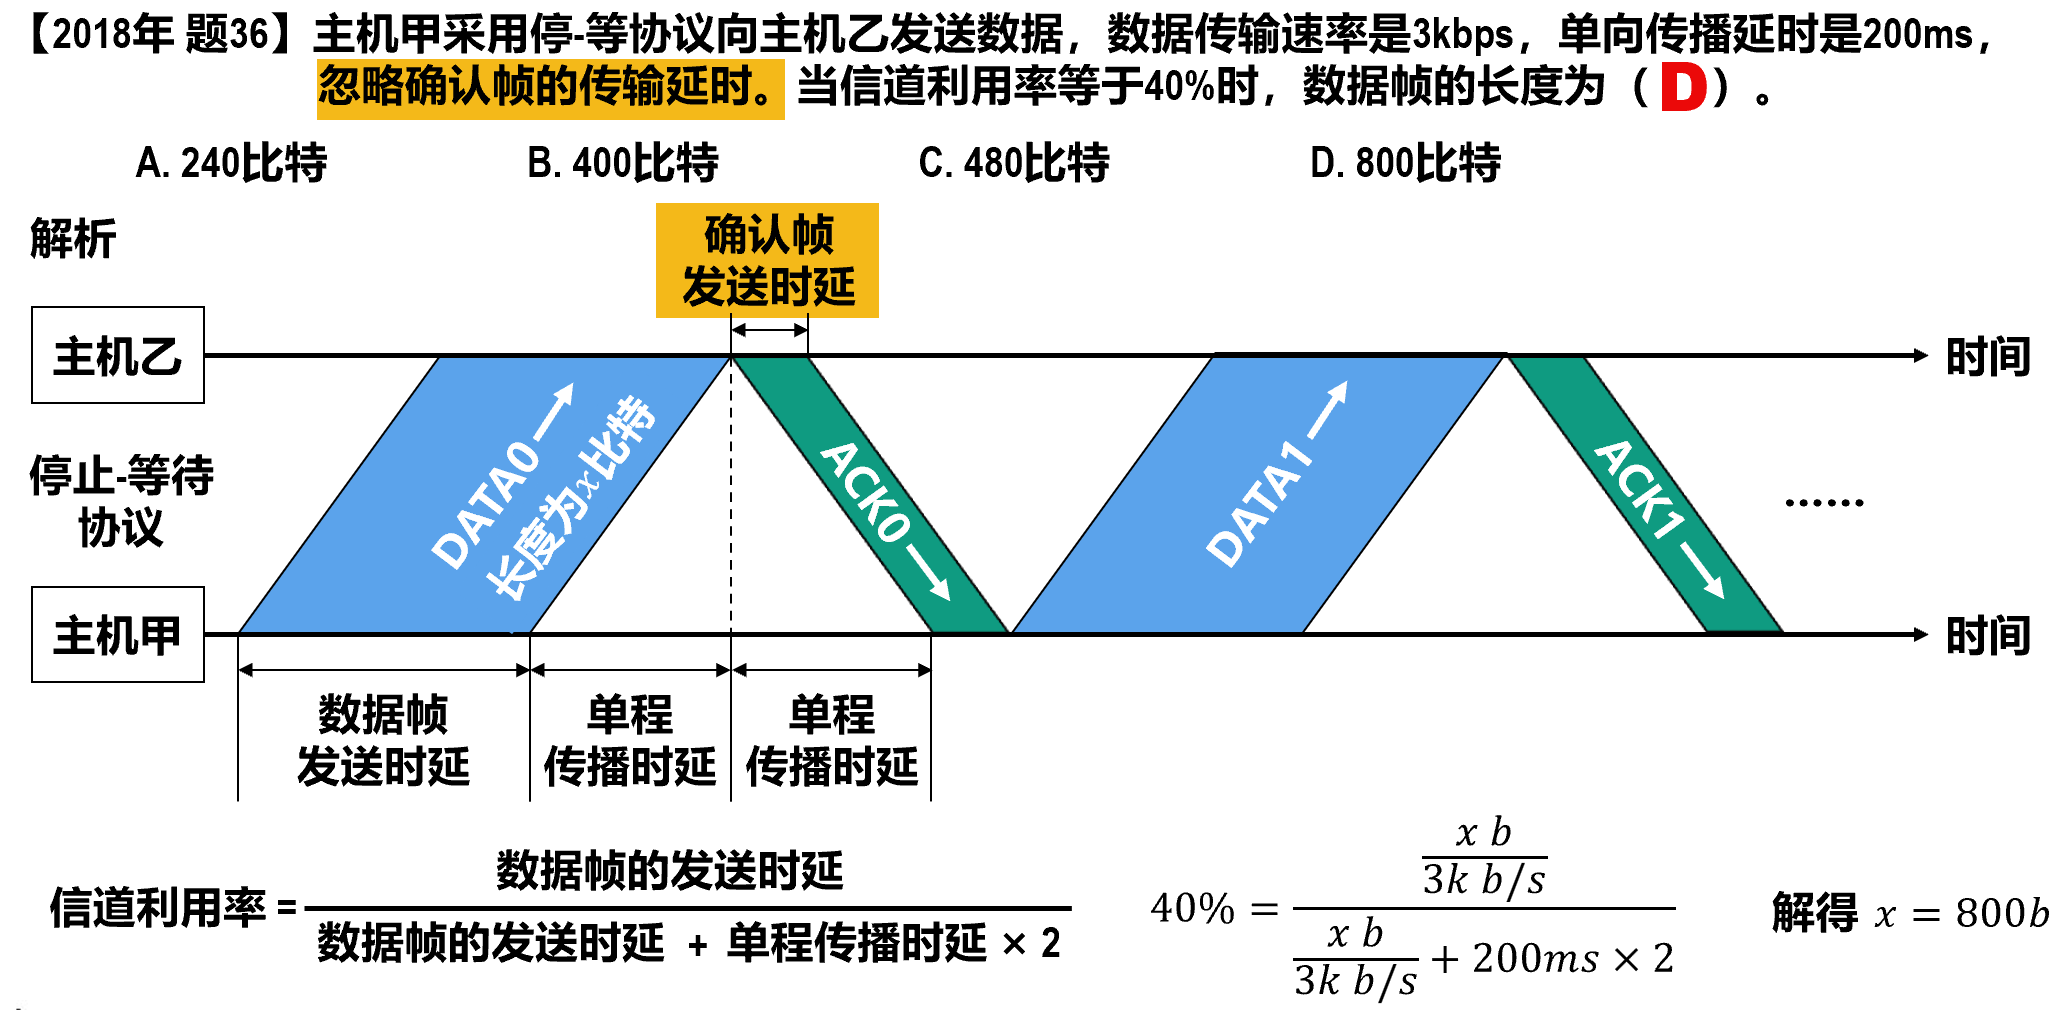 【2018年 题36】主机甲采用停-等协议向主机乙发送数据，数据传输速率是3kbps，单向传播延时是200ms，
忽略确认帧的传输延时。当信道利用率等于40%时，数据帧的长度为（D）。
A. 240比特 B. 400比特 C. 480比特 D. 800比特
解析
确认帧
发送时延
主机乙
时间
DATA0
长度为x比特
ACK0
DATA1
ACK1
停止-等待
协议
……
主机甲
时间
数据帧
发送时延
单程
传播时延
单程
传播时延
信道利用率 =
数据帧的发送时延
数据帧的发送时延 + 单程传播时延 × 2
40% =
x b
3k b/s
x b
3k b/s
+ 200ms × 2
解得 x = 800b